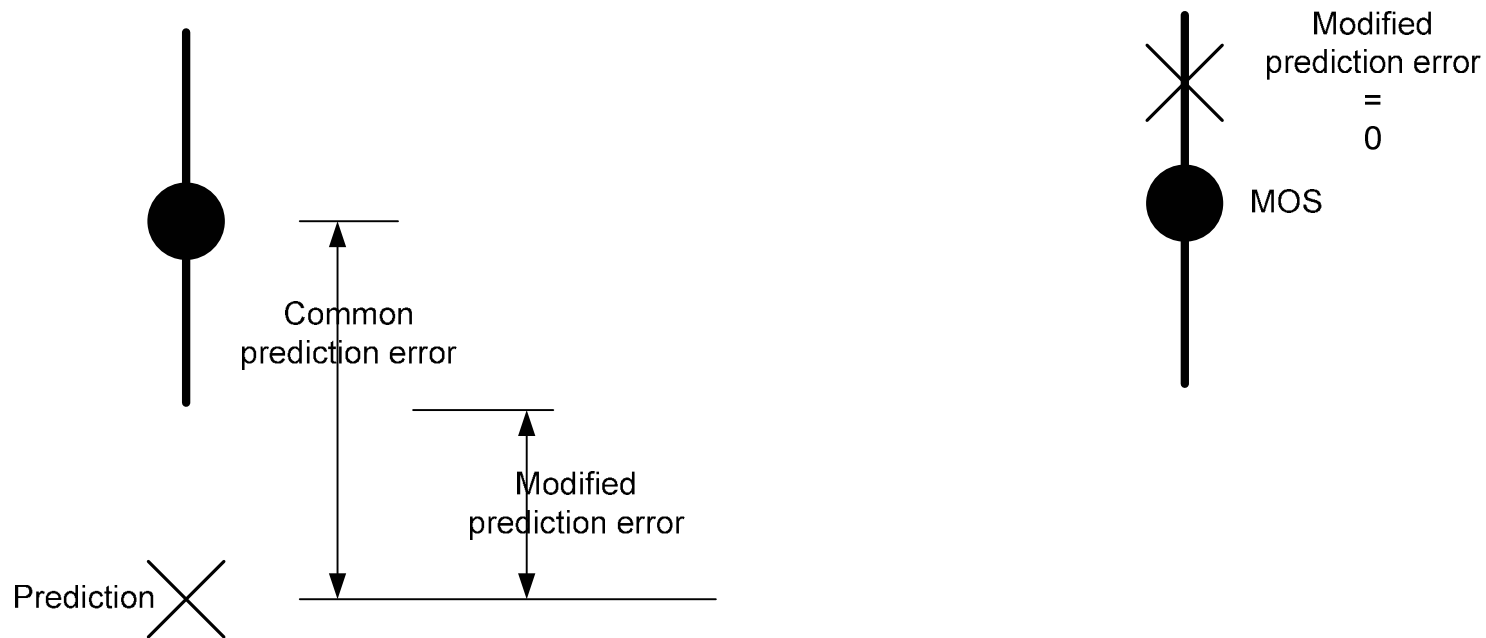 Common
prediction error
Modified
prediction error
Prediction
Modified
prediction error
=
0
MOS